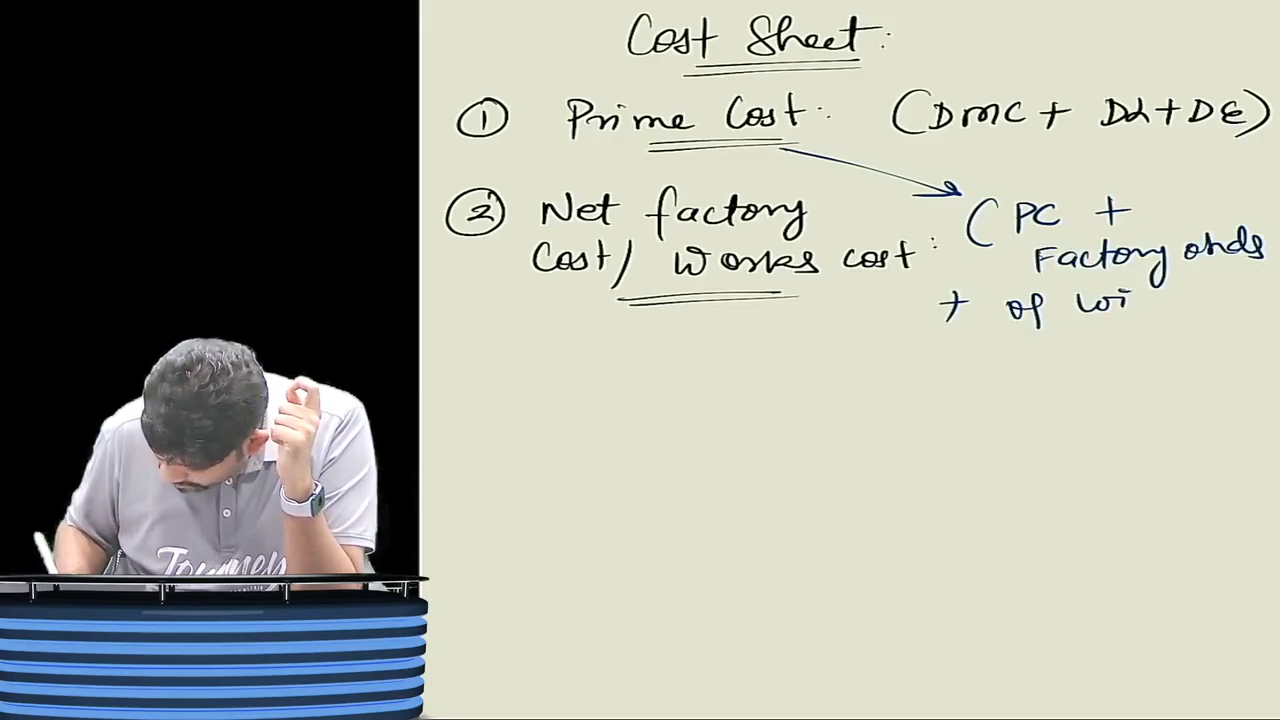 Cost Sheet:
① Prime Cost: (DMC + DL + DE)
② Net factory
Cost/ Works cost:
(PC +
Factory ohds
+ op wi
Journey